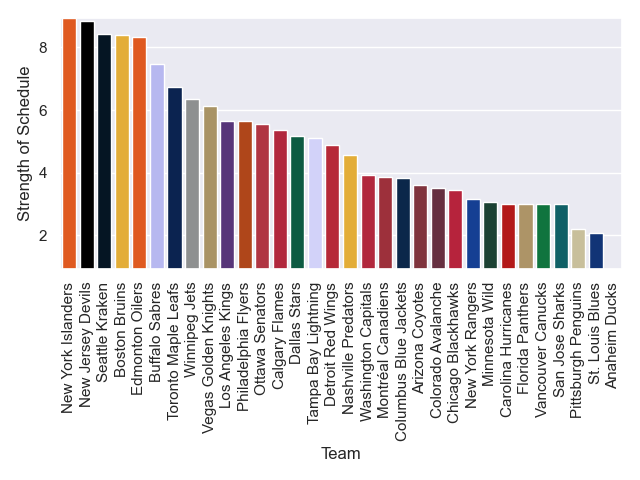 8
6
4
2
Strength of Schedule
New York Islanders
New Jersey Devils
Seattle Kraken
Boston Bruins
Edmonton Oilers
Buffalo Sabres
Toronto Maple Leafs
Winnipeg Jets
Vegas Golden Knights
Los Angeles Kings
Philadelphia Flyers
Ottawa Senators
Calgary Flames
Dallas Stars
Tampa Bay Lightning
Detroit Red Wings
Nashville Predators
Washington Capitals
Montréal Canadiens
Columbus Blue Jackets
Arizona Coyotes
Colorado Avalanche
Chicago Blackhawks
New York Rangers
Minnesota Wild
Carolina Hurricanes
Florida Panthers
Vancouver Canucks
San Jose Sharks
Pittsburgh Penguins
St. Louis Blues
Anaheim Ducks
Team